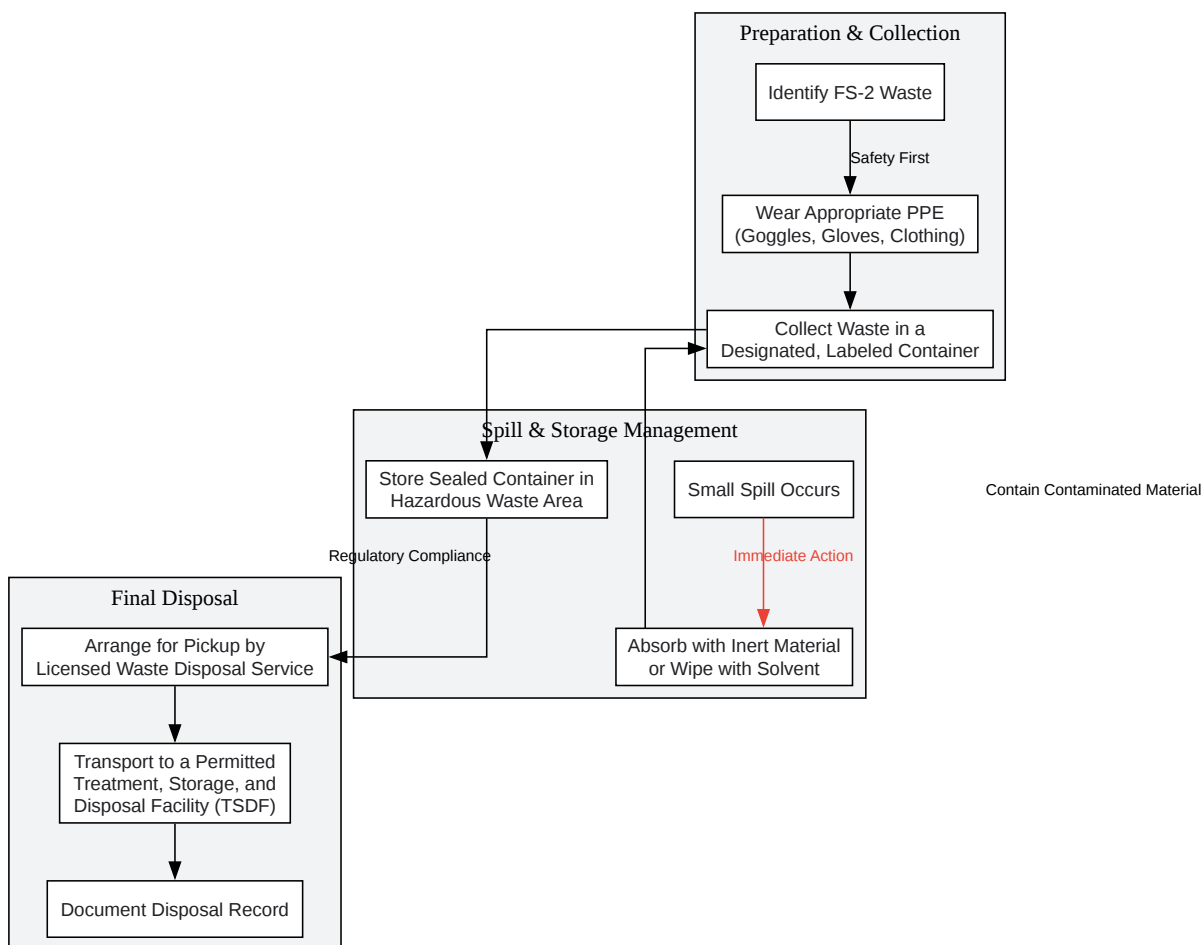 Preparation & Collection
Identify FS-2 Waste
Safety First
Wear Appropriate PPE
(Goggles, Gloves, Clothing)
Collect Waste in a
Designated, Labeled Container
Spill & Storage Management
Store Sealed Container in
Hazardous Waste Area
Small Spill Occurs
Contain Contaminated Material
Regulatory Compliance
Immediate Action
Absorb with Inert Material
or Wipe with Solvent
Final Disposal
Arrange for Pickup by
Licensed Waste Disposal Service
Transport to a Permitted
Treatment, Storage, and
Disposal Facility (TSDF)
Document Disposal Record